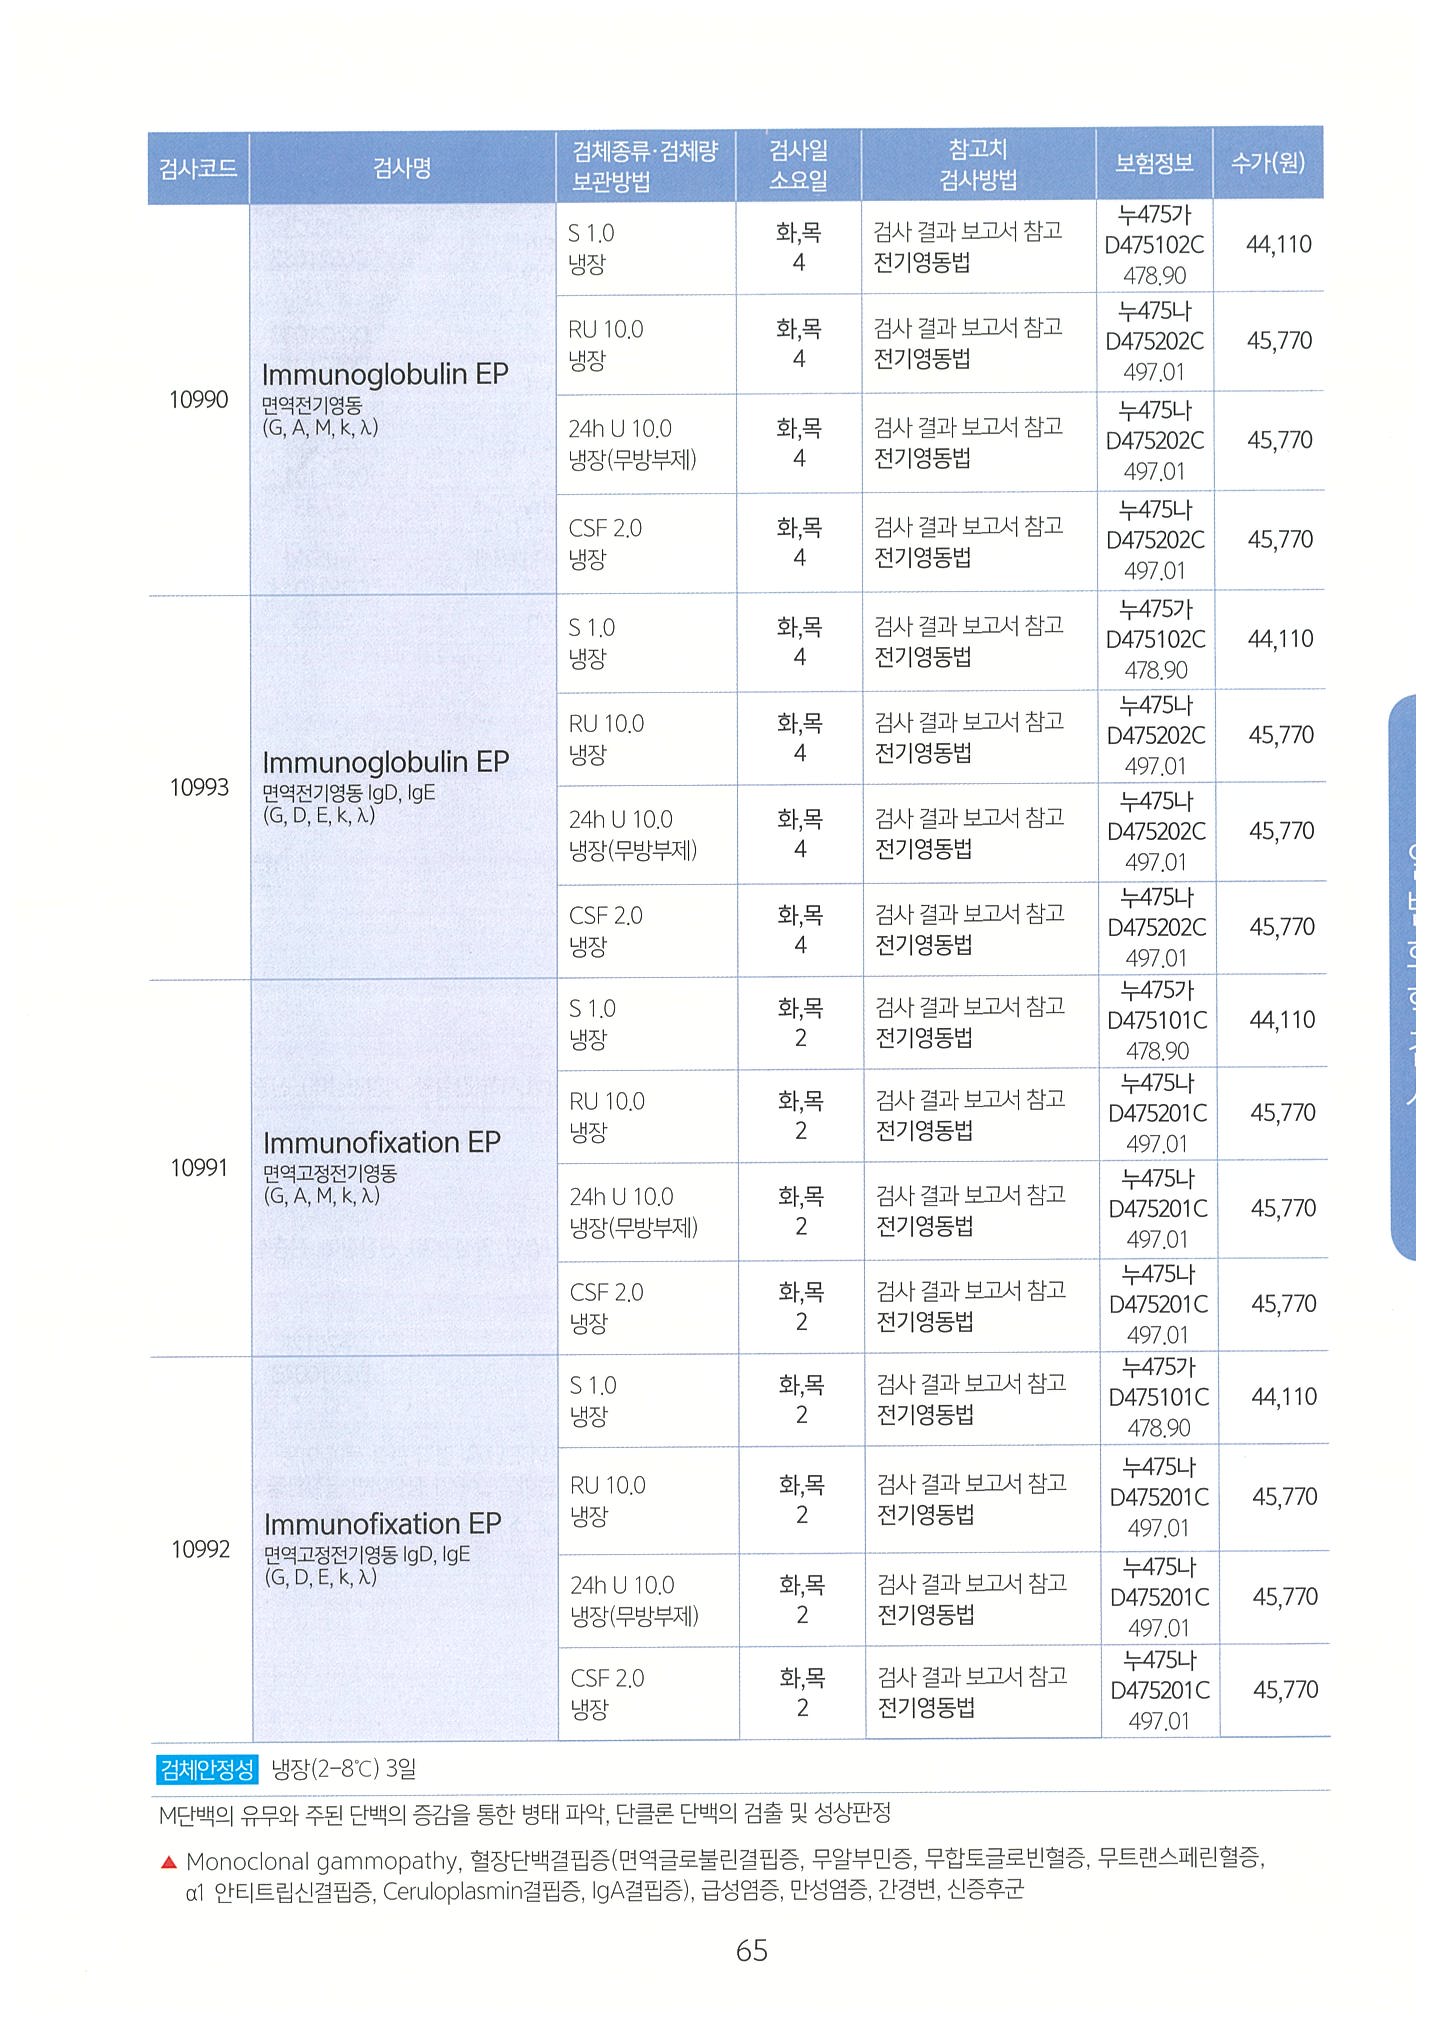 검사코드 검사명 검체종류·검체량 보관방법 검사일 소요일 참고치 검사방법 보험정보 수가(원)
10990
Immunoglobulin EP
면역전기영동
(G, A, M, k, λ)
S 1.0 화,목 검사 결과 보고서 참고 누475가 D475102C 44,110
냉장 4 전기영동법 478.90
RU 10.0 화,목 검사 결과 보고서 참고 누475나 D475202C 45,770
냉장 4 전기영동법 497.01
24h U 10.0 화,목 검사 결과 보고서 참고 누475나 D475202C 45,770
냉장(무방부제) 4 전기영동법 497.01
CSF 2.0 화,목 검사 결과 보고서 참고 누475나 D475202C 45,770
냉장 4 전기영동법 497.01
10993
Immunoglobulin EP
면역전기영동 IgD, IgE
(G, D, E, k, λ)
S 1.0 화,목 검사 결과 보고서 참고 누475가 D475102C 44,110
냉장 4 전기영동법 478.90
RU 10.0 화,목 검사 결과 보고서 참고 누475나 D475202C 45,770
냉장 4 전기영동법 497.01
24h U 10.0 화,목 검사 결과 보고서 참고 누475나 D475202C 45,770
냉장(무방부제) 4 전기영동법 497.01
CSF 2.0 화,목 검사 결과 보고서 참고 누475나 D475202C 45,770
냉장 4 전기영동법 497.01
10991
Immunofixation EP
면역고정전기영동
(G, A, M, k, λ)
S 1.0 화,목 검사 결과 보고서 참고 누475가 D475101C 44,110
냉장 2 전기영동법 478.90
RU 10.0 화,목 검사 결과 보고서 참고 누475나 D475201C 45,770
냉장 2 전기영동법 497.01
24h U 10.0 화,목 검사 결과 보고서 참고 누475나 D475201C 45,770
냉장(무방부제) 2 전기영동법 497.01
CSF 2.0 화,목 검사 결과 보고서 참고 누475나 D475201C 45,770
냉장 2 전기영동법 497.01
10992
Immunofixation EP
면역고정전기영동 IgD, IgE
(G, D, E, k, λ)
S 1.0 화,목 검사 결과 보고서 참고 누475가 D475101C 44,110
냉장 2 전기영동법 478.90
RU 10.0 화,목 검사 결과 보고서 참고 누475나 D475201C 45,770
냉장 2 전기영동법 497.01
24h U 10.0 화,목 검사 결과 보고서 참고 누475나 D475201C 45,770
냉장(무방부제) 2 전기영동법 497.01
CSF 2.0 화,목 검사 결과 보고서 참고 누475나 D475201C 45,770
냉장 2 전기영동법 497.01
검체안정성 냉장(2-8℃) 3일
M단백의 유무와 주된 단백의 증감을 통한 병태 파악, 단클론 단백의 검출 및 성상판정
▲ Monoclonal gammopathy, 혈장단백결핍증(면역글로불린결핍증, 무알부민증, 무합토글로빈혈증, 무트랜스페린혈증,
α1 안티트립신결핍증, Ceruloplasmin결핍증, IgA결핍증), 급성염증, 만성염증, 간경변, 신증후군
65